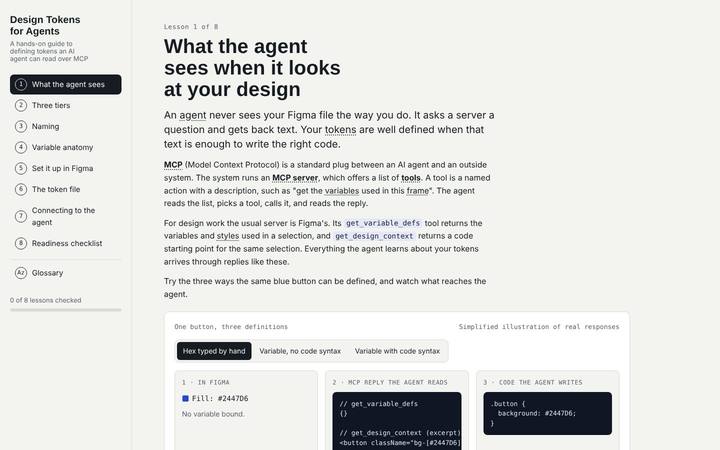 Design Tokens
for Agents
A hands-on guide to
defining tokens an AI
agent can read over MCP
1 What the agent sees
2 Three tiers
3 Naming
4 Variable anatomy
5 Set it up in Figma
6 The token file
7 Connecting to the
agent
8 Readiness checklist
Az Glossary
0 of 8 lessons checked
Lesson 1 of 8
What the agent
sees when it looks
at your design
An agent never sees your Figma file the way you do. It asks a server a
question and gets back text. Your tokens are well defined when that
text is enough to write the right code.
MCP (Model Context Protocol) is a standard plug between an AI agent and an outside
system. The system runs an MCP server, which offers a list of tools. A tool is a named
action with a description, such as "get the variables used in this frame". The agent
reads the list, picks a tool, calls it, and reads the reply.
For design work the usual server is Figma's. Its get_variable_defs tool returns the
variables and styles used in a selection, and get_design_context returns a code
starting point for the same selection. Everything the agent learns about your tokens
arrives through replies like these.
Try the three ways the same blue button can be defined, and watch what reaches the
agent.
One button, three definitions
Simplified illustration of real responses
Hex typed by hand
Variable, no code syntax
Variable with code syntax
1 · IN FIGMA
Fill: #2447D6
No variable bound.
2 · MCP REPLY THE AGENT READS
// get_variable_defs
{}
// get_design_context (excerpt)
<button className="bg-[#2447D6]
3 · CODE THE AGENT WRITES
.button {
background: #2447D6;
}